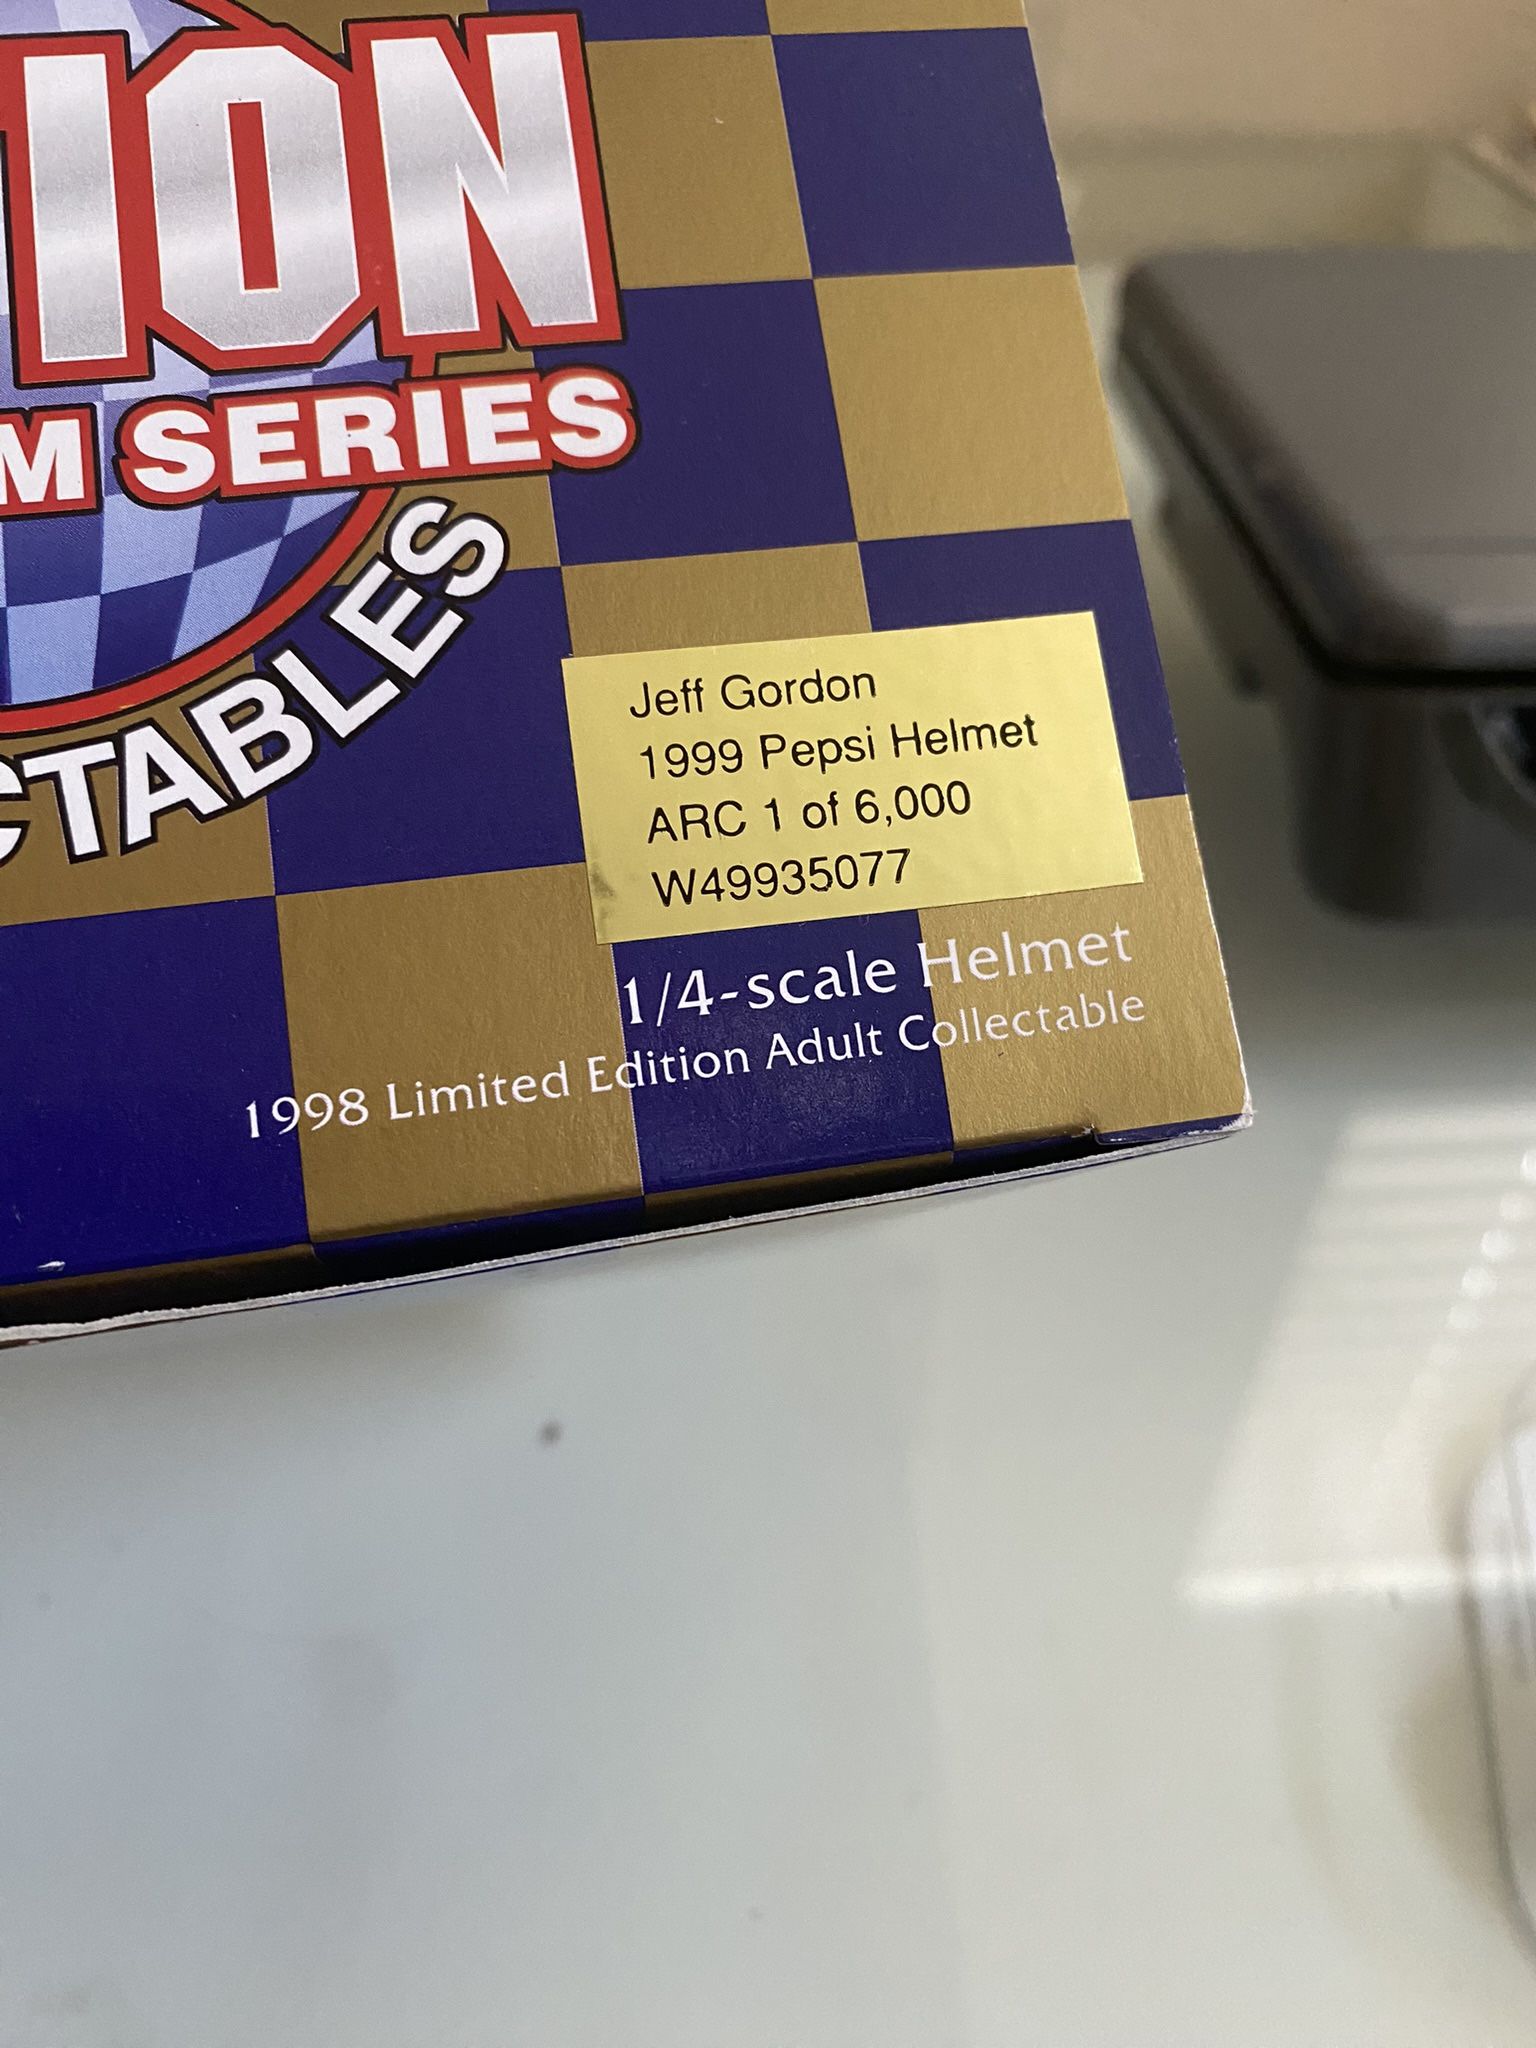 ION
M SERIES
CTABLES
Jeff Gordon
1999 Pepsi Helmet
ARC 1 of 6,000
W49935077
1/4-scale Helmet
1998 Limited Edition Adult Collectable